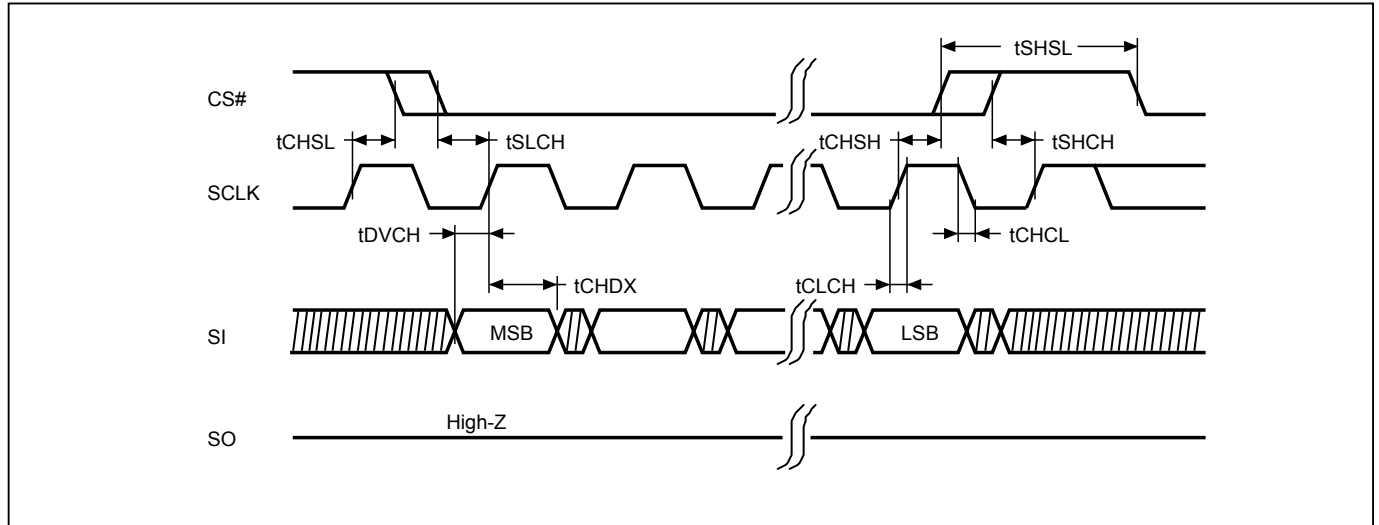 tSHSL
CS#
tCHSL
tSLCH
tCHSH
tSHCH
SCLK
tDVCH
tCHCL
tCHDX
tCLCH
SI
MSB
LSB
High-Z
SO